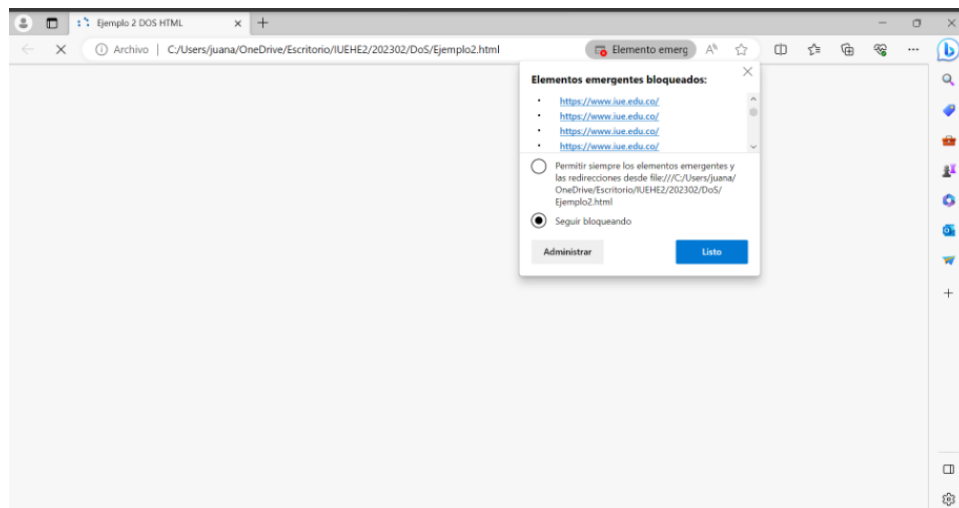 Ejemplo 2 DOS HTML
Archivo | C:/Users/juana/OneDrive/Escritorio/IUEHE2/202302/DoS/Ejemplo2.html
Elemento emerg
Elementos emergentes bloqueados:
https://www.iue.edu.co/
https://www.iue.edu.co/
https://www.iue.edu.co/
https://www.iue.edu.co/
Permitir siempre los elementos emergentes y
las redirecciones desde file:///C:/Users/juana/
OneDrive/Escritorio/IUEHE2/202302/DoS/
Ejemplo2.html
Seguir bloqueando
Administrar
Listo